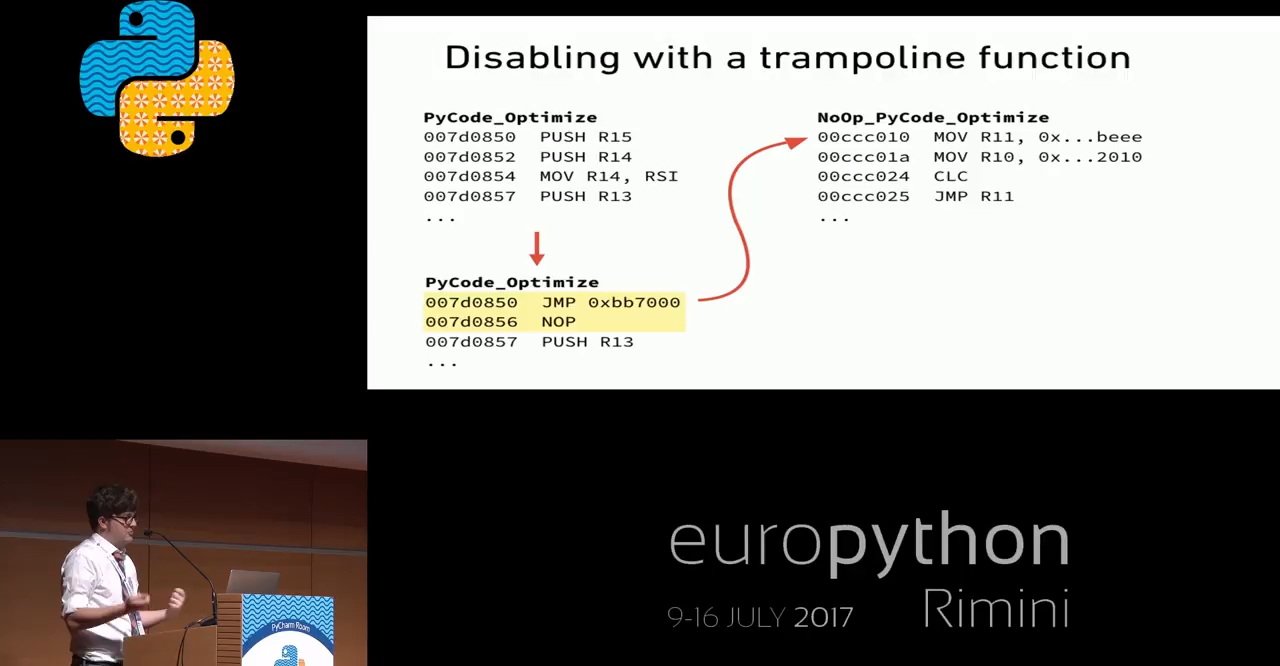 Disabling with a trampoline function
PyCode_Optimize
007d0850 PUSH R15
007d0852 PUSH R14
007d0854 MOV R14, RSI
007d0857 PUSH R13
...
PyCode_Optimize
007d0850 JMP 0xbb7000
007d0856 NOP
007d0857 PUSH R13
...
NoOp_PyCode_Optimize
00ccc010 MOV R11, 0x...beee
00ccc01a MOV R10, 0x...2010
00ccc024 CLC
00ccc025 JMP R11
...
PyCharm Room
europython
Rimini
9-16 JULY 2017